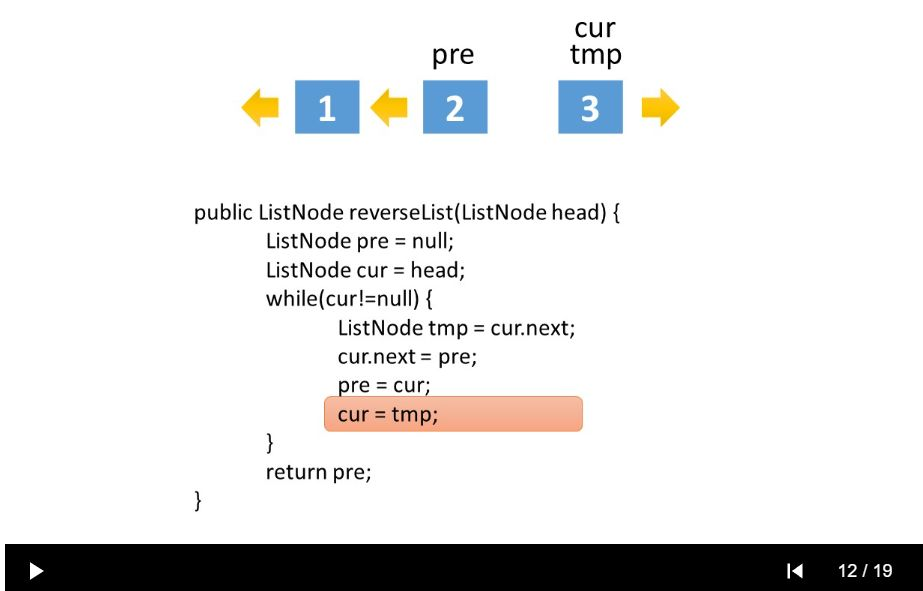 cur
pre tmp
1 2 3
public ListNode reverseList(ListNode head) {
ListNode pre = null;
ListNode cur = head;
while(cur!=null) {
ListNode tmp = cur.next;
cur.next = pre;
pre = cur;
cur = tmp;
}
return pre;
}
12 / 19